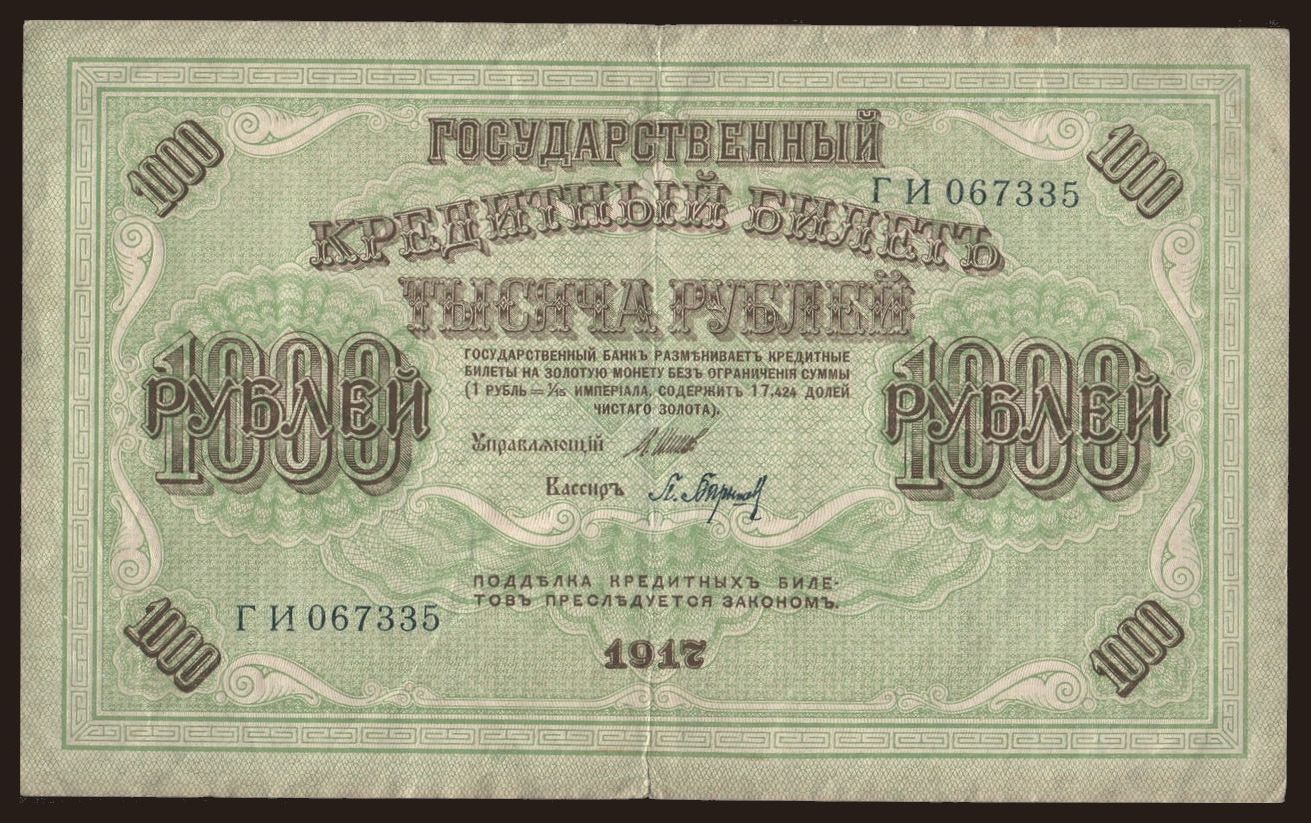 1000
ГОСУДАРСТВЕННЫЙ
1000
ГИ 067335
КРЕДИТНЫЙ БИЛЕТЪ
ТЫСЯЧА РУБЛЕЙ
1000
РУБЛЕЙ
ГОСУДАРСТВЕННЫЙ БАНКЪ РАЗМѢНИВАЕТЪ КРЕДИТНЫЕ
БИЛЕТЫ НА ЗОЛОТУЮ МОНЕТУ БЕЗЪ ОГРАНИЧЕНІЯ СУММЫ
(1 РУБЛЬ = 1/15 ИМПЕРІАЛА, СОДЕРЖИТЪ 17,424 ДОЛЕЙ
ЧИСТАГО ЗОЛОТА).
1000
РУБЛЕЙ
Управляющій
Кассиръ
ПОДДѢЛКА КРЕДИТНЫХЪ БИЛЕ-
ТОВЪ ПРЕСЛѢДУЕТСЯ ЗАКОНОМЪ.
ГИ 067335
1917
1000
1000